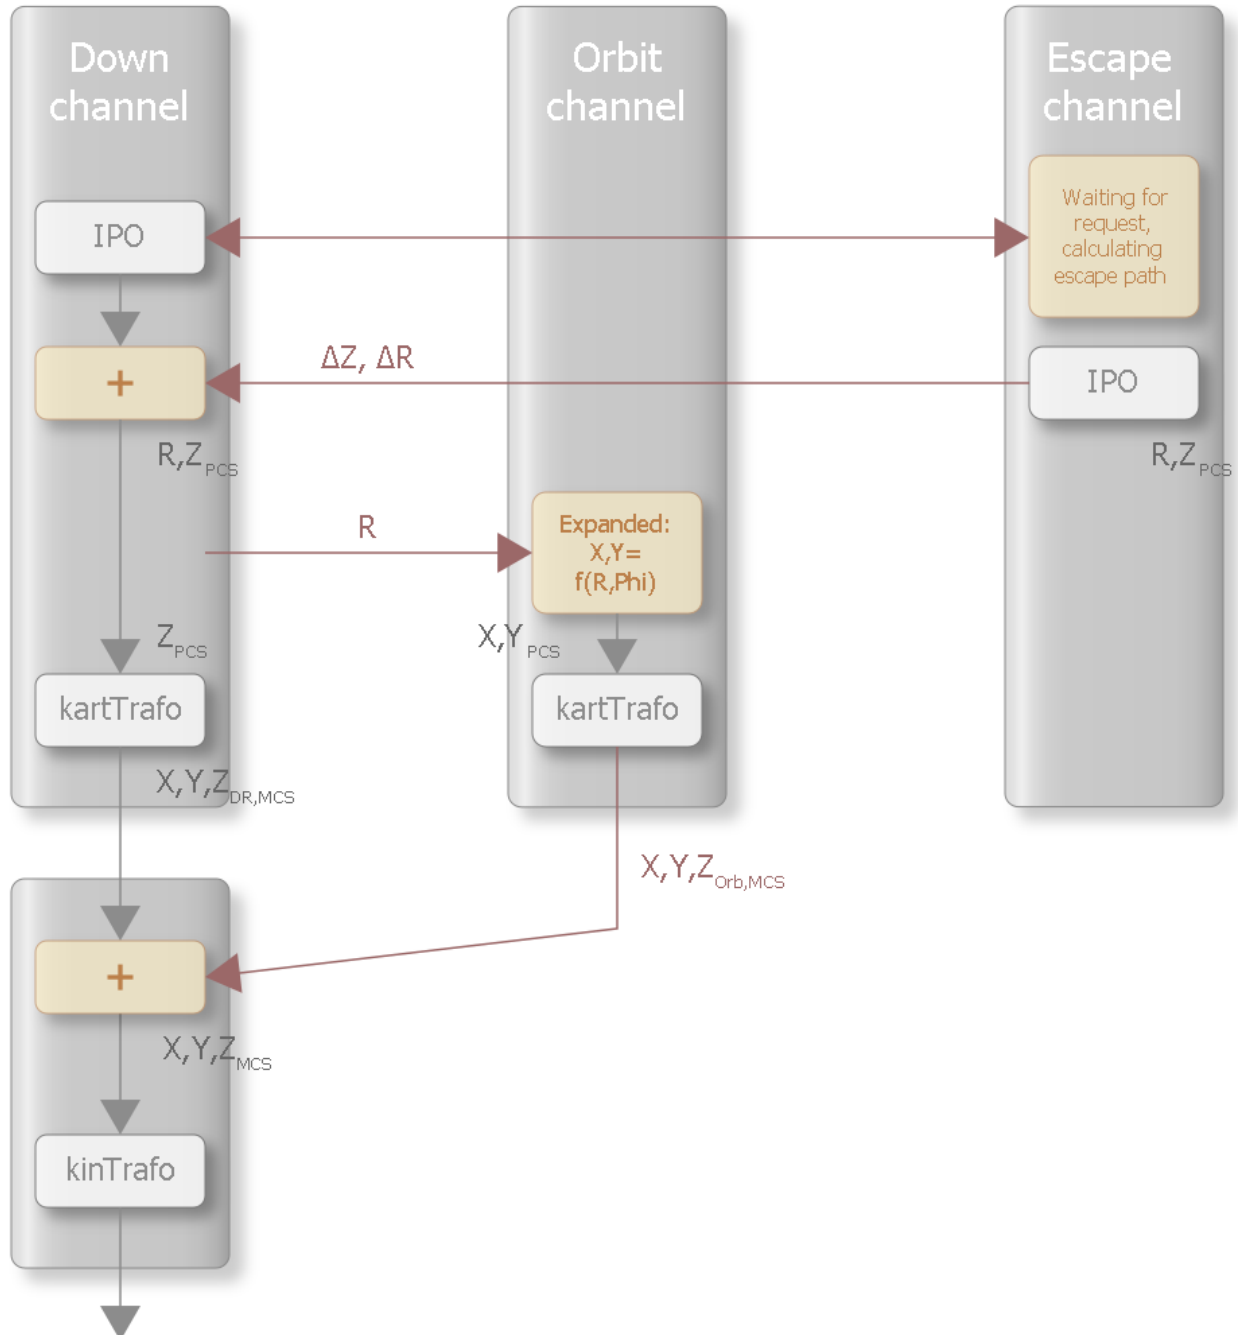 Down
channel
Orbit
channel
Escape
channel
Waiting for
request,
calculating
escape path
IPO
ΔZ, ΔR
+
IPO
R,Z PCS
R,Z PCS
R
Expanded:
X,Y=
f(R,Phi)
Z PCS
X,Y PCS
kartTrafo
kartTrafo
X,Y,Z DR,MCS
X,Y,Z Orb,MCS
+
X,Y,Z MCS
kinTrafo